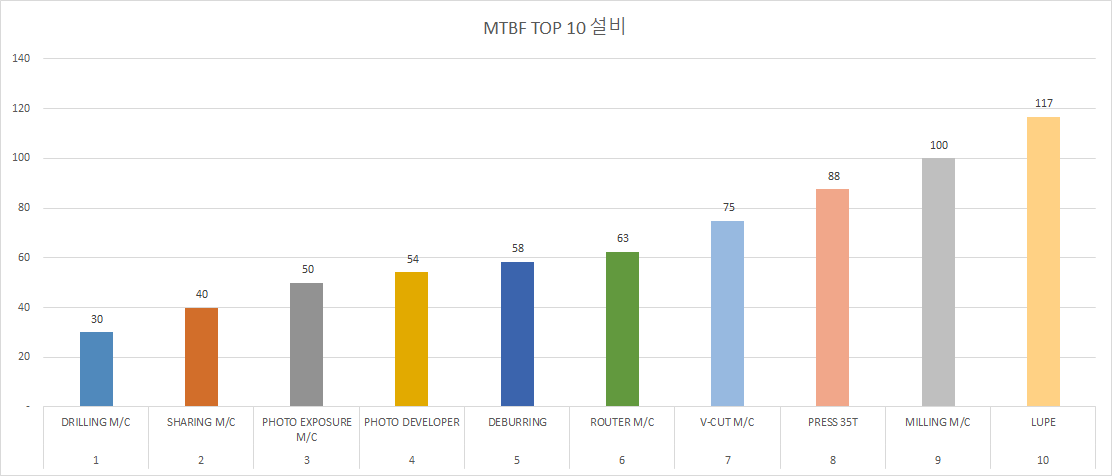 MTBF TOP 10 설비
140
120
100
80
60
40
20
-
30
40
50
54
58
63
75
88
100
117
DRILLING M/C
SHARING M/C
PHOTO EXPOSURE
M/C
PHOTO DEVELOPER
DEBURRING
ROUTER M/C
V-CUT M/C
PRESS 35T
MILLING M/C
LUPE
1
2
3
4
5
6
7
8
9
10